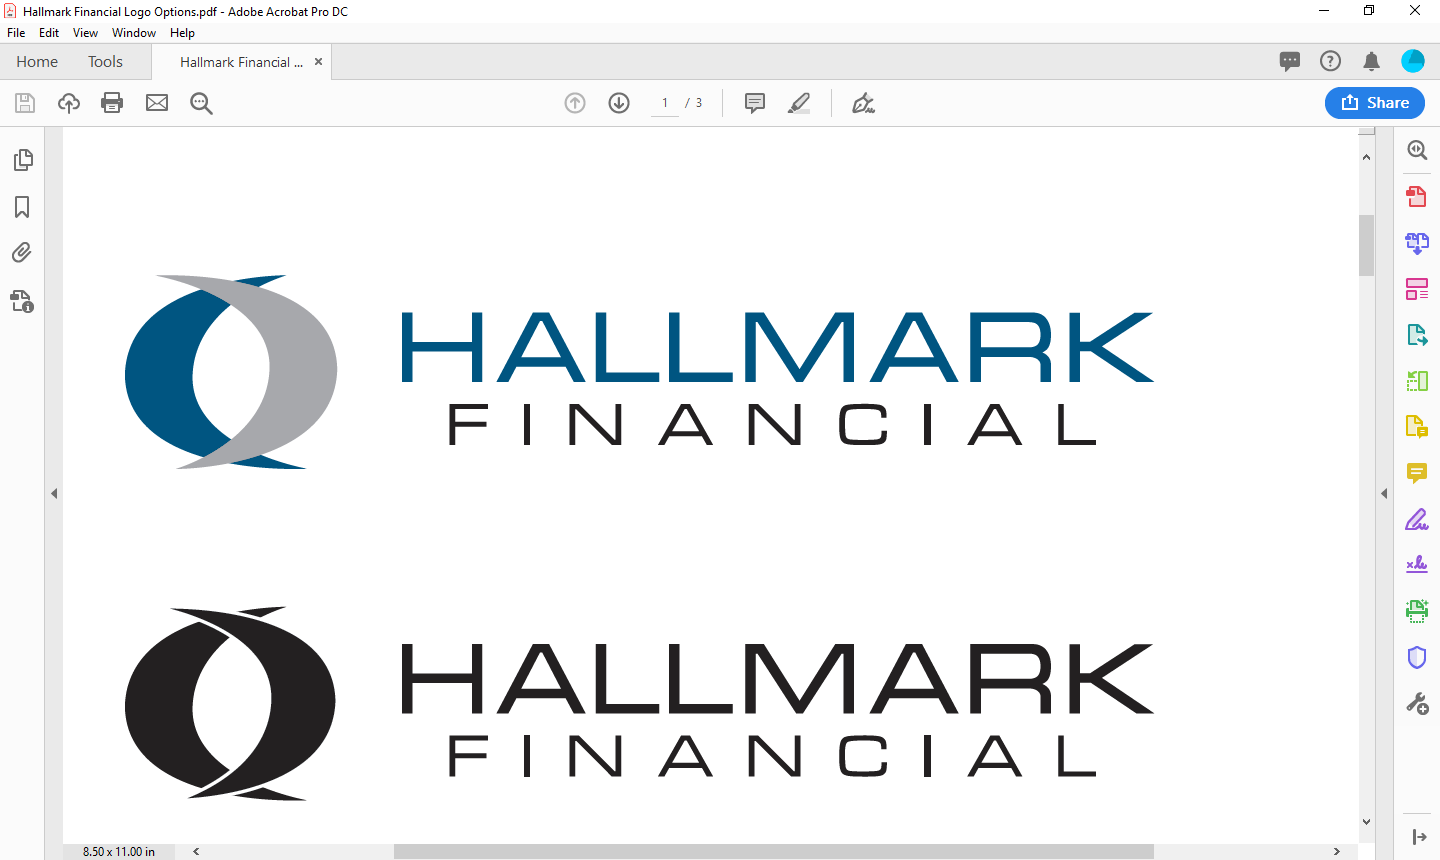 Hallmark Financial Logo Options.pdf - Adobe Acrobat Pro DC
File Edit View Window Help
Home Tools Hallmark Financial ... ×
1 / 3
Share
HALLMARK
FINANCIAL
HALLMARK
FINANCIAL
8.50 x 11.00 in